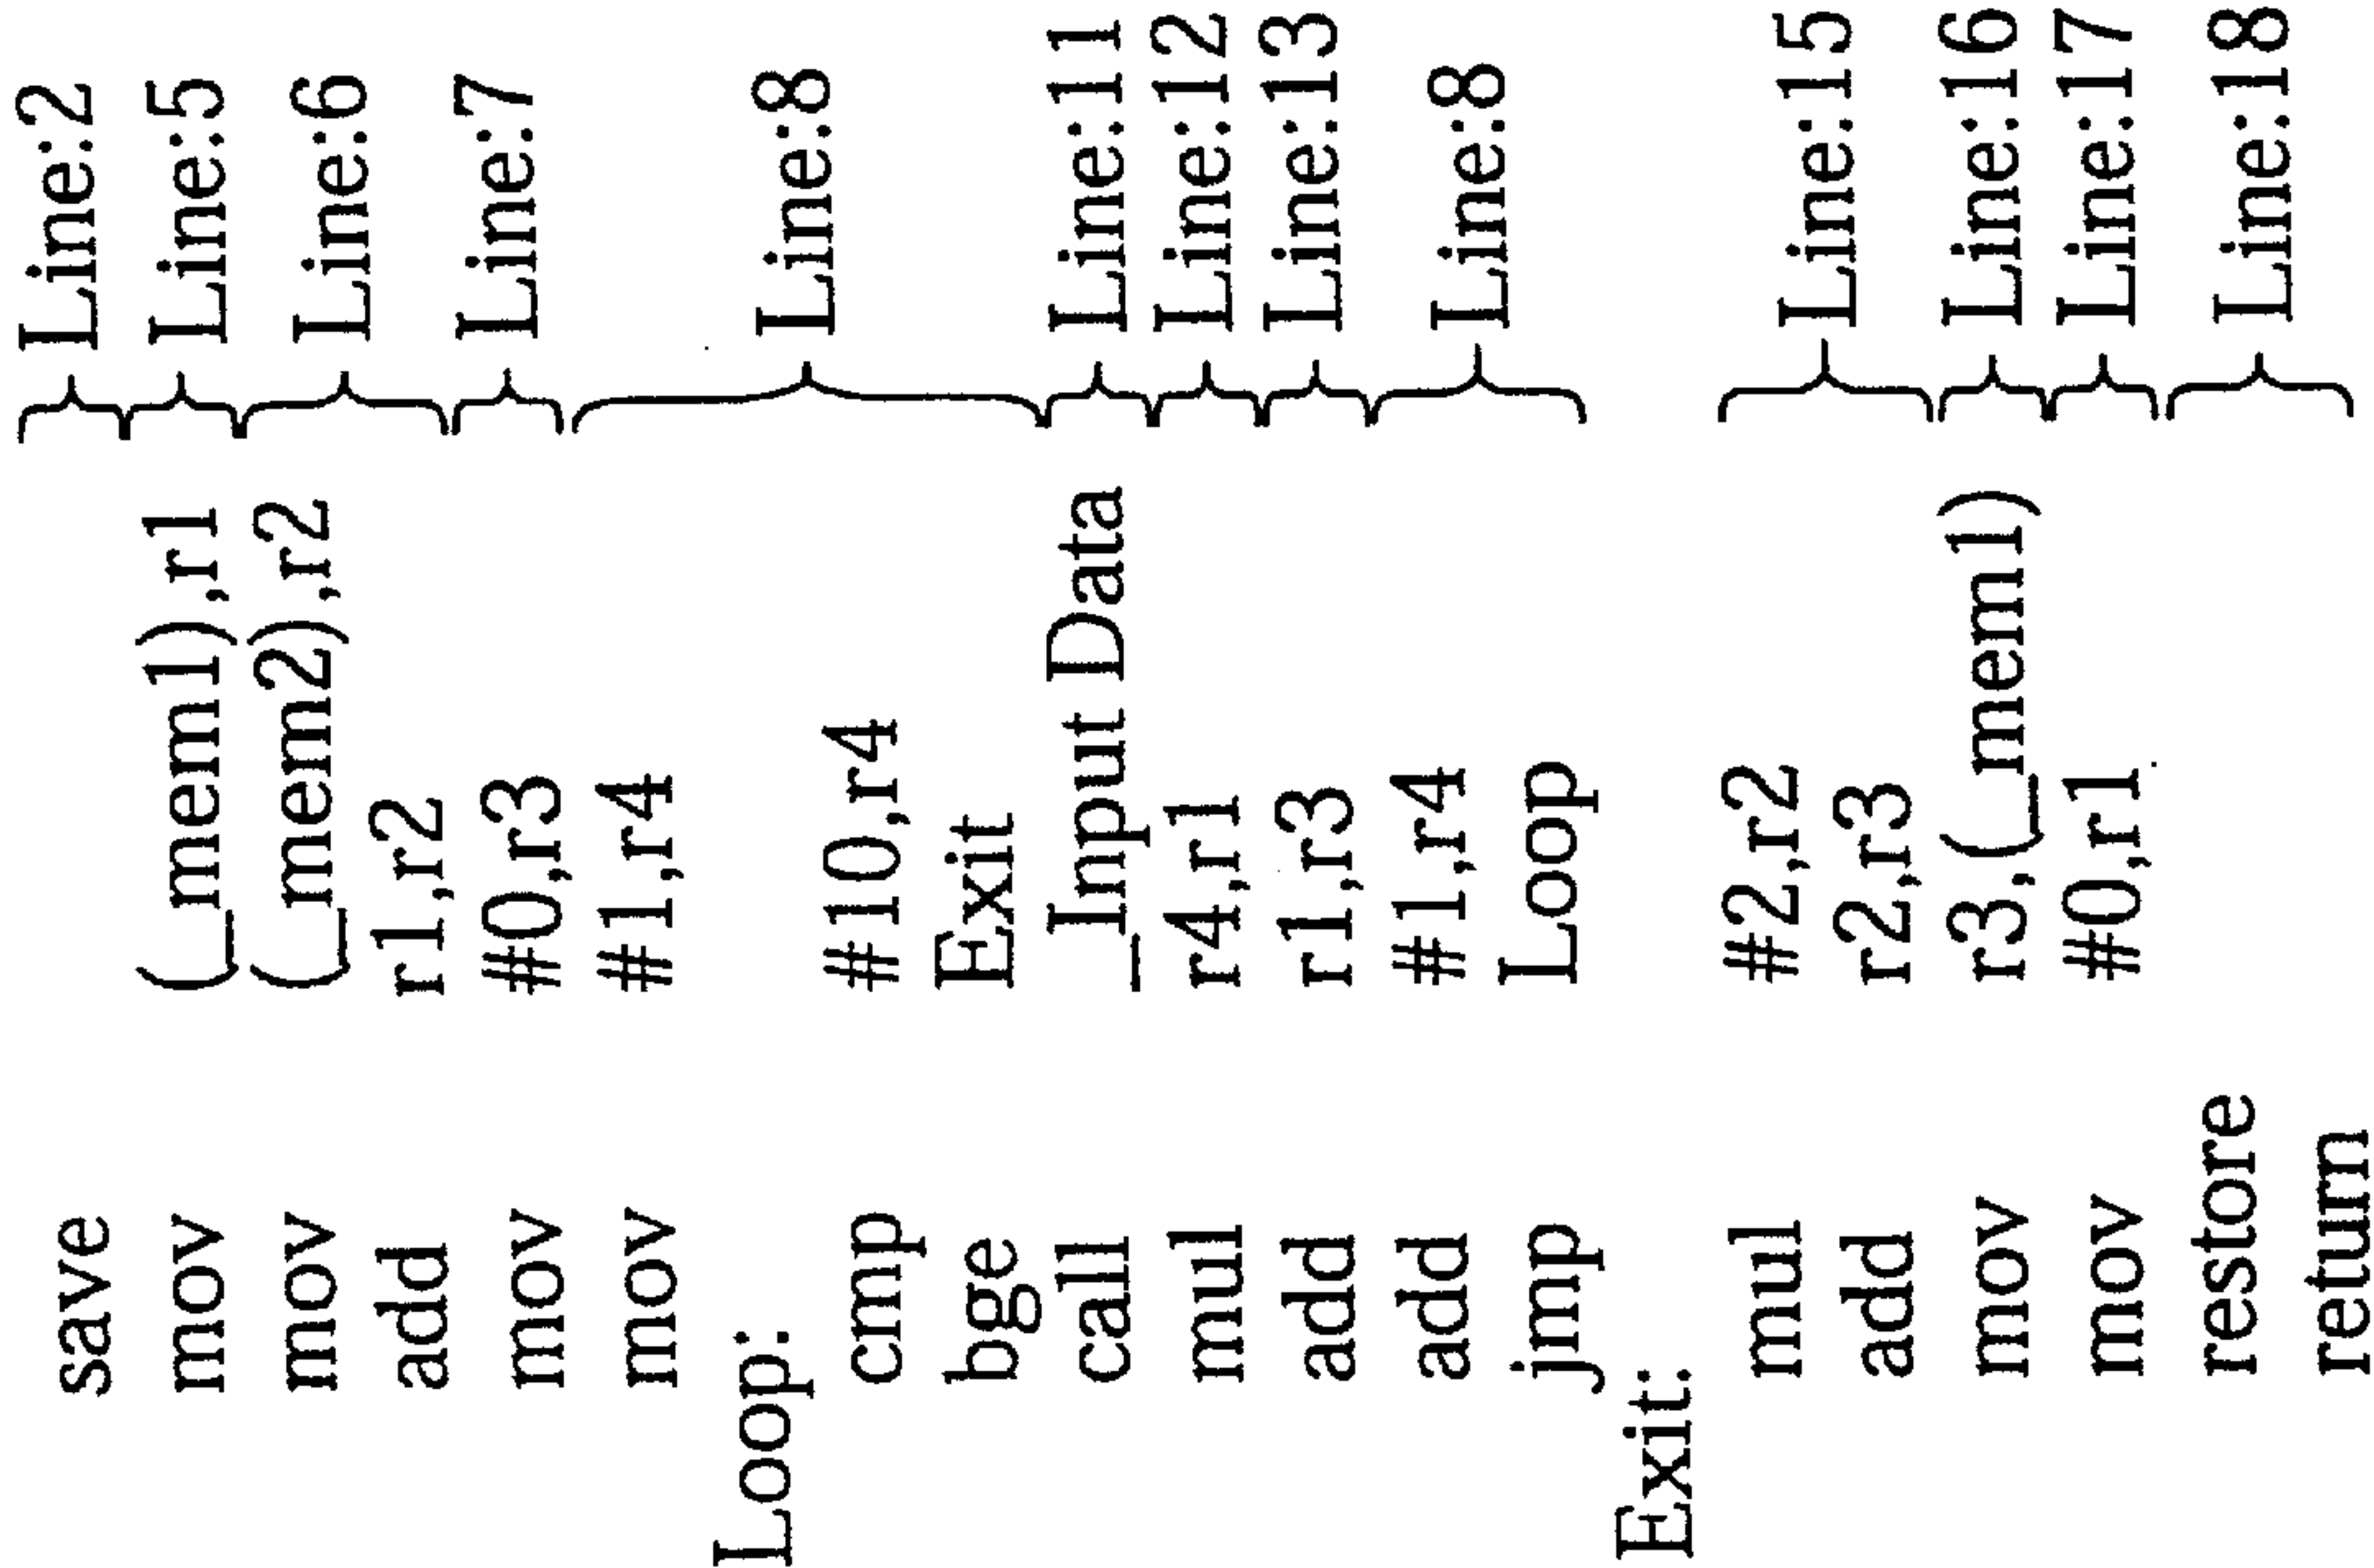 save Line:2
mov (_mem1),r1 Line:5
mov (_mem2),r2 Line:6
add r1,r2
mov #0,r3 Line:7
mov #1,r4 Line:8
Loop:
cmp #10,r4
bge Exit
call _Input Data Line:11
mul r4,r1 Line:12
add r1,r3 Line:13
add #1,r4 Line:8
jmp Loop
Exit:
mul #2,r2 Line:15
add r2,r3
mov r3,(_mem1) Line:16
mov #0,r1 Line:17
restore Line:18
return